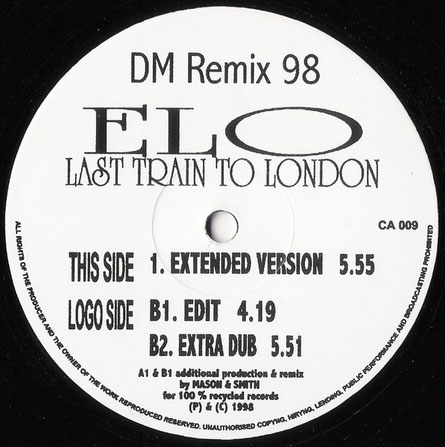 DM Remix 98
ELO
LAST TRAIN TO LONDON
CA 009
THIS SIDE 1. EXTENDED VERSION 5.55
LOGO SIDE B1. EDIT 4.19
B2. EXTRA DUB 5.51
A1 & B1 additional production & remix
by MASON & SMITH
for 100 % recycled records
(P) & (C) 1998
ALL RIGHTS OF THE PRODUCER AND THE OWNER OF THE WORK REPRODUCED RESERVED. UNAUTHORISED COPYNG, HIRYNG, LENDING, PUBLIC PERFORMANCE AND BROADCASTING PROHIBITED